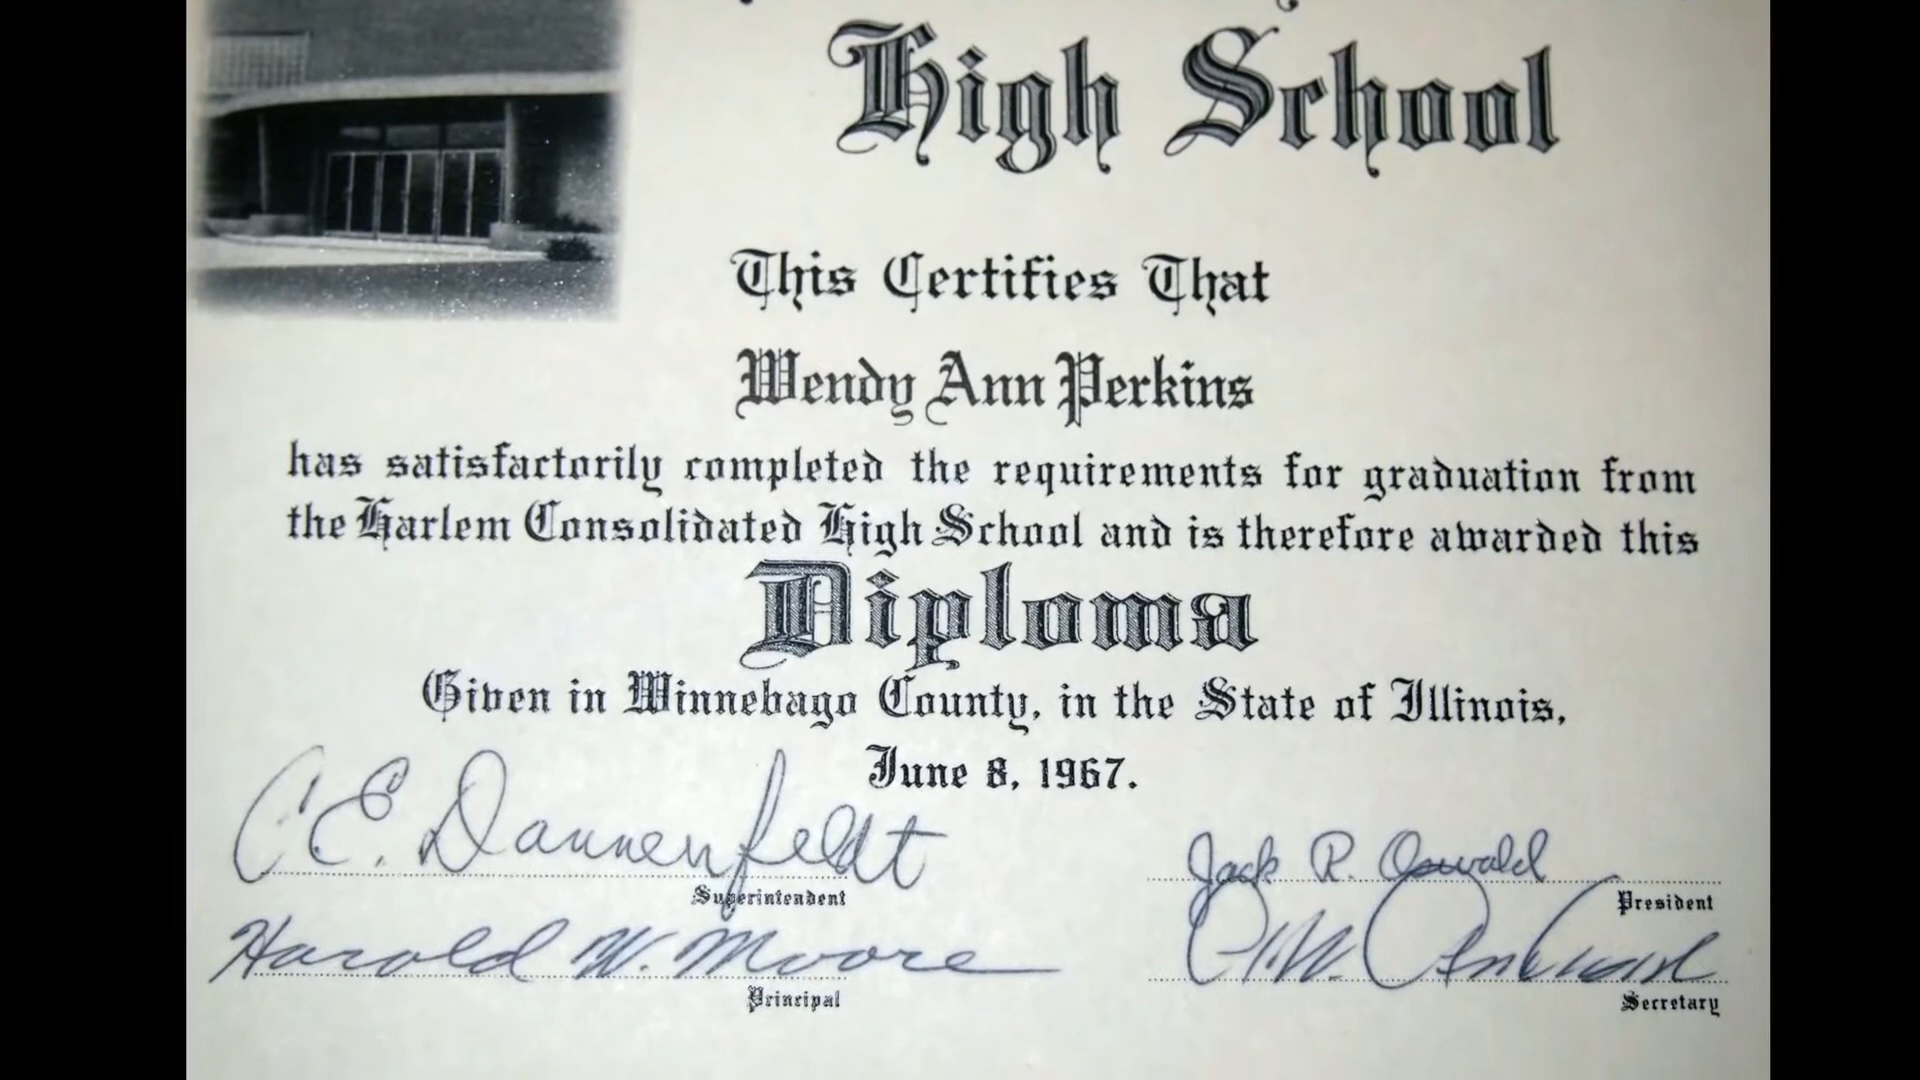 High School
This Certifies That
Wendy Ann Perkins
has satisfactorily completed the requirements for graduation from
the Harlem Consolidated High School and is therefore awarded this
Diploma
Given in Winnebago County, in the State of Illinois,
June 8, 1967.
C E. Dannenfeldt
Superintendent
Jack R. Oswald
President
Harold W. Moore
Principal
Secretary